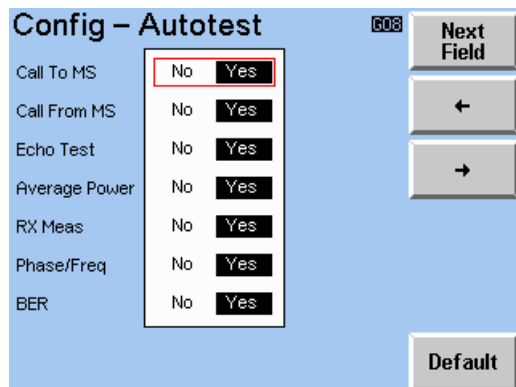 Config – Autotest
G08
Call To MS No Yes
Call From MS No Yes
Echo Test No Yes
Average Power No Yes
RX Meas No Yes
Phase/Freq No Yes
BER No Yes
Next
Field
←
→
Default